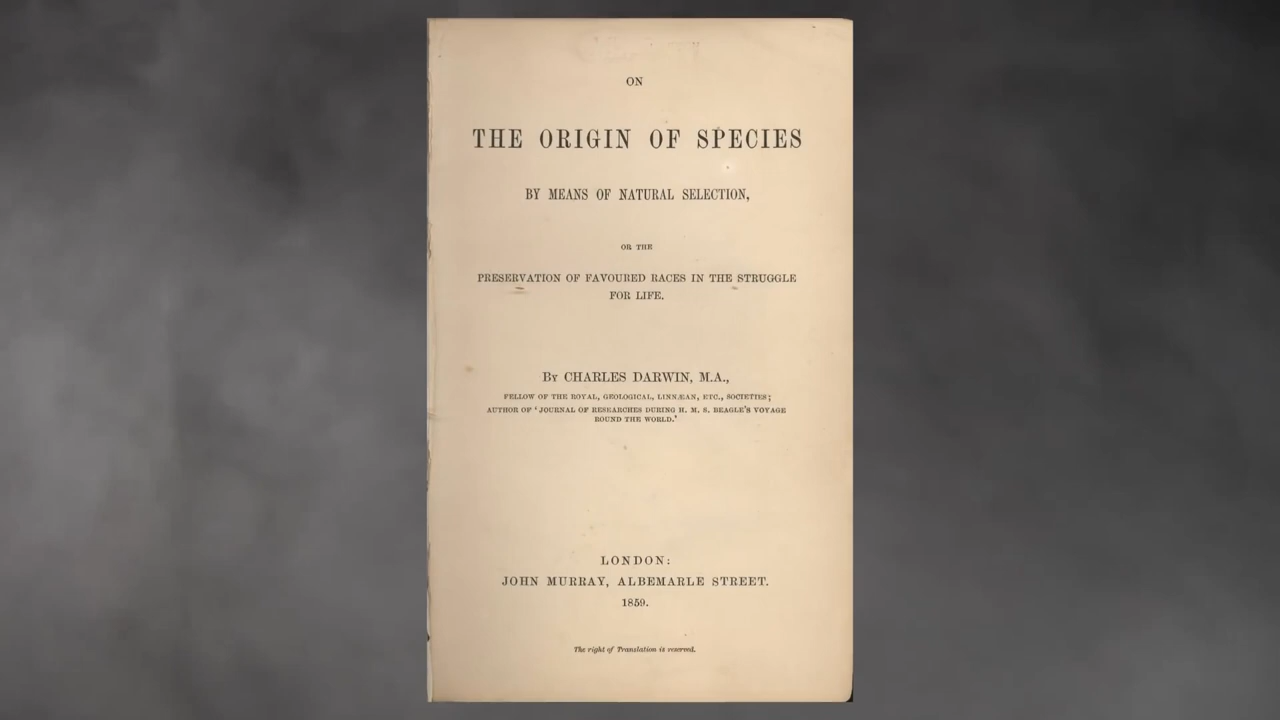 ON
THE ORIGIN OF SPECIES
BY MEANS OF NATURAL SELECTION,
OR THE
PRESERVATION OF FAVOURED RACES IN THE STRUGGLE
FOR LIFE.
By CHARLES DARWIN, M.A.,
FELLOW OF THE ROYAL, GEOLOGICAL, LINNÆAN, ETC., SOCIETIES;
AUTHOR OF 'JOURNAL OF RESEARCHES DURING H. M. S. BEAGLE'S VOYAGE
ROUND THE WORLD.'
LONDON:
JOHN MURRAY, ALBEMARLE STREET.
1859.
The right of Translation is reserved.